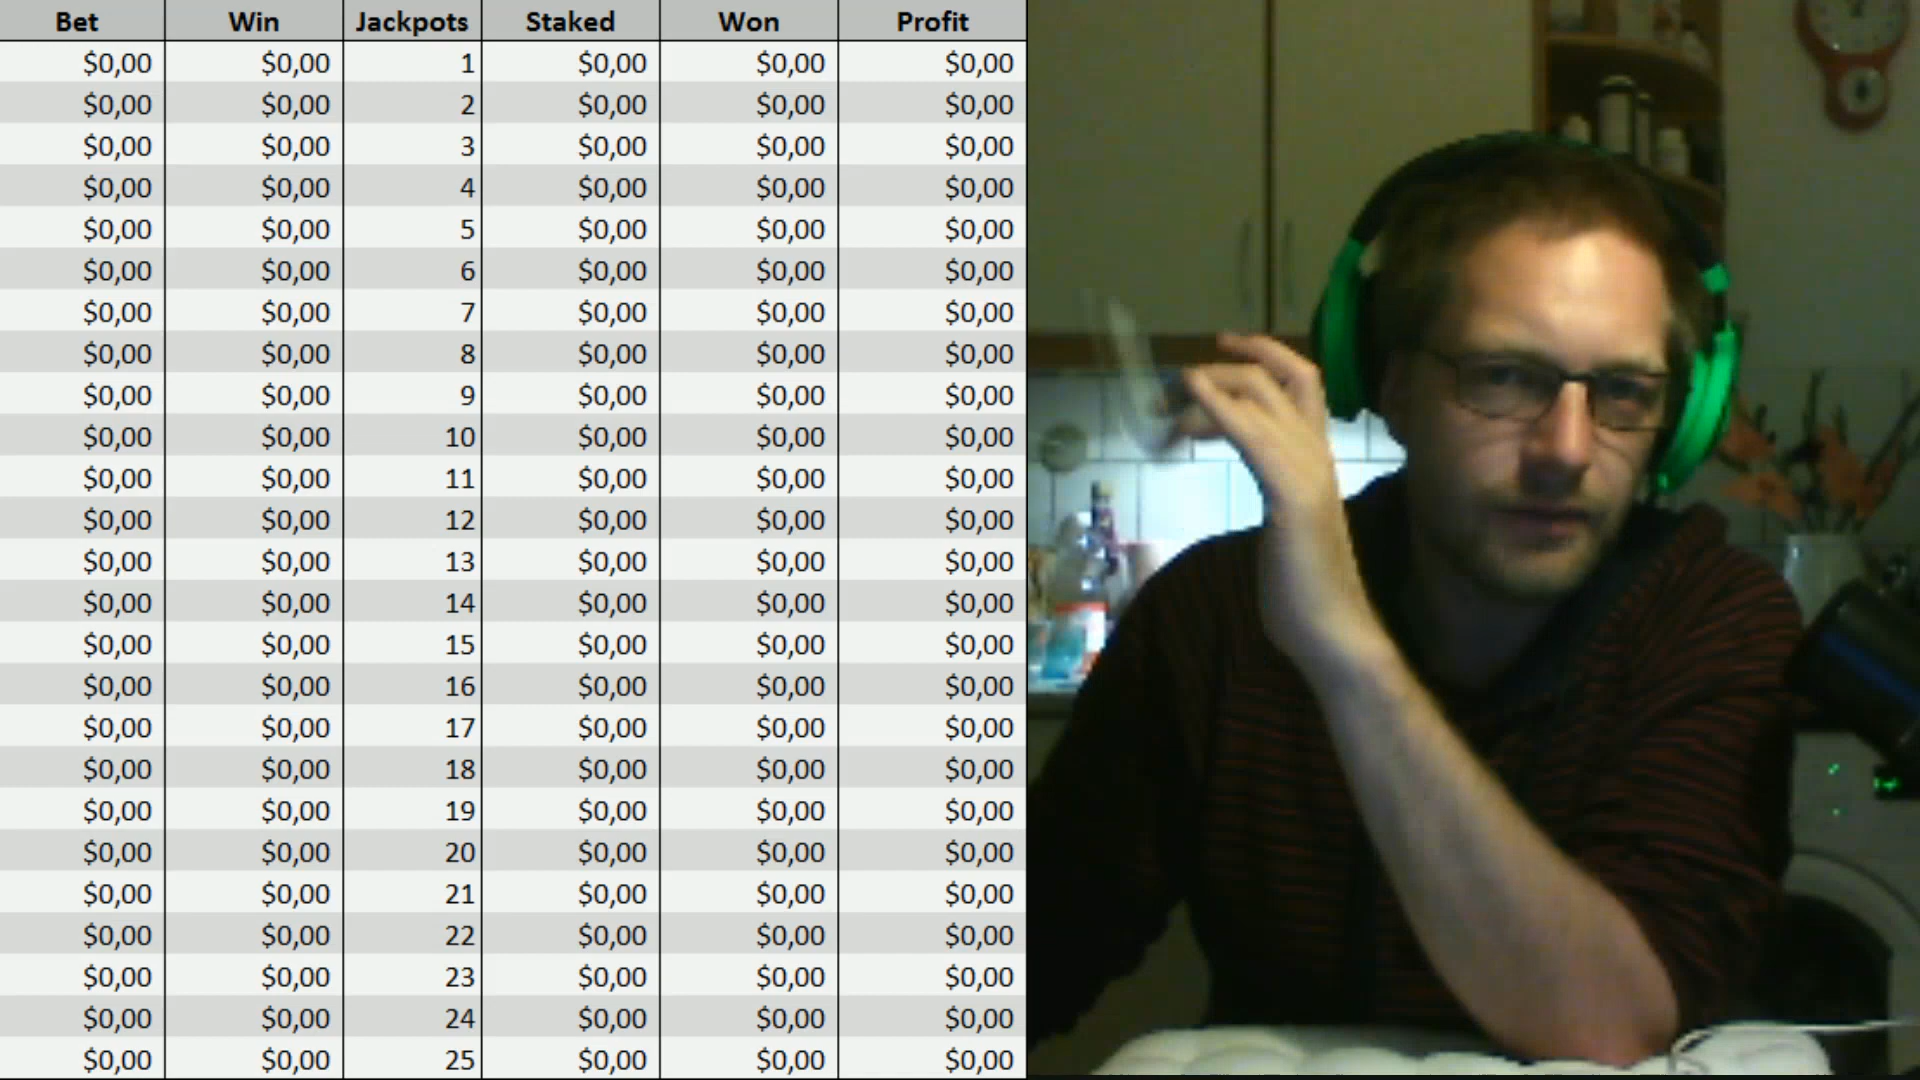 Bet Win Jackpots Staked Won Profit
$0,00 $0,00 1 $0,00 $0,00 $0,00
$0,00 $0,00 2 $0,00 $0,00 $0,00
$0,00 $0,00 3 $0,00 $0,00 $0,00
$0,00 $0,00 4 $0,00 $0,00 $0,00
$0,00 $0,00 5 $0,00 $0,00 $0,00
$0,00 $0,00 6 $0,00 $0,00 $0,00
$0,00 $0,00 7 $0,00 $0,00 $0,00
$0,00 $0,00 8 $0,00 $0,00 $0,00
$0,00 $0,00 9 $0,00 $0,00 $0,00
$0,00 $0,00 10 $0,00 $0,00 $0,00
$0,00 $0,00 11 $0,00 $0,00 $0,00
$0,00 $0,00 12 $0,00 $0,00 $0,00
$0,00 $0,00 13 $0,00 $0,00 $0,00
$0,00 $0,00 14 $0,00 $0,00 $0,00
$0,00 $0,00 15 $0,00 $0,00 $0,00
$0,00 $0,00 16 $0,00 $0,00 $0,00
$0,00 $0,00 17 $0,00 $0,00 $0,00
$0,00 $0,00 18 $0,00 $0,00 $0,00
$0,00 $0,00 19 $0,00 $0,00 $0,00
$0,00 $0,00 20 $0,00 $0,00 $0,00
$0,00 $0,00 21 $0,00 $0,00 $0,00
$0,00 $0,00 22 $0,00 $0,00 $0,00
$0,00 $0,00 23 $0,00 $0,00 $0,00
$0,00 $0,00 24 $0,00 $0,00 $0,00
$0,00 $0,00 25 $0,00 $0,00 $0,00